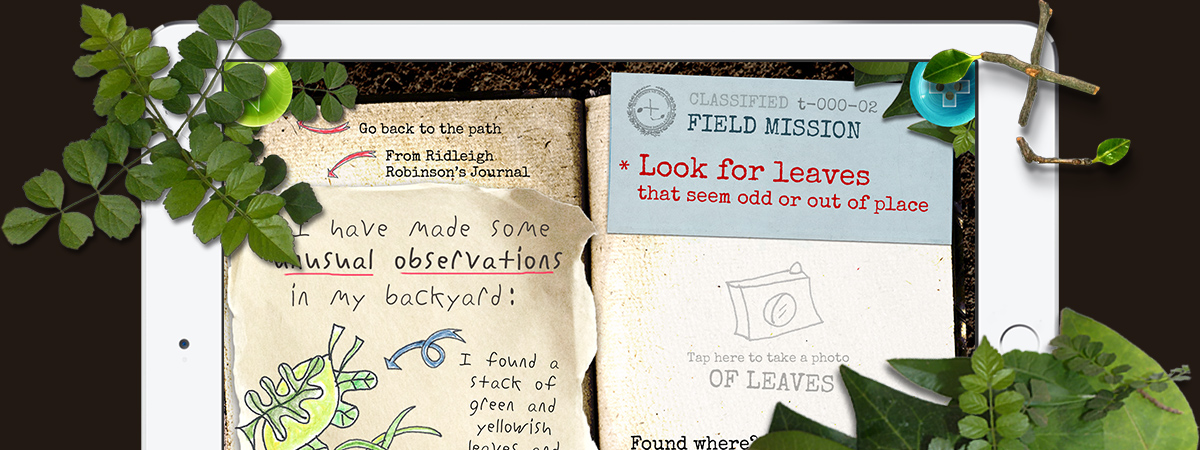 Go back to the path
From Ridleigh
Robinson's Journal
I have made some
unusual observations
in my backyard:
I found a
stack of
green and
yellowish
leaves and
CLASSIFIED t-000-02
FIELD MISSION
* Look for leaves
that seem odd or out of place
Tap here to take a photo
OF LEAVES
Found where?